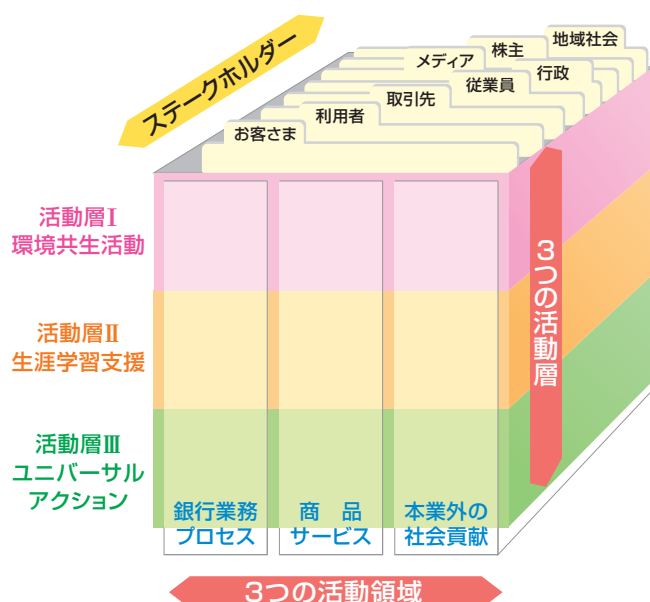 ステークホルダー
地域社会
株主
メディア
行政
従業員
取引先
利用者
お客さま
活動層Ⅰ
環境共生活動
活動層Ⅱ
生涯学習支援
活動層Ⅲ
ユニバーサル
アクション
3つの活動層
銀行業務
プロセス
商　品
サービス
本業外の
社会貢献
3つの活動領域